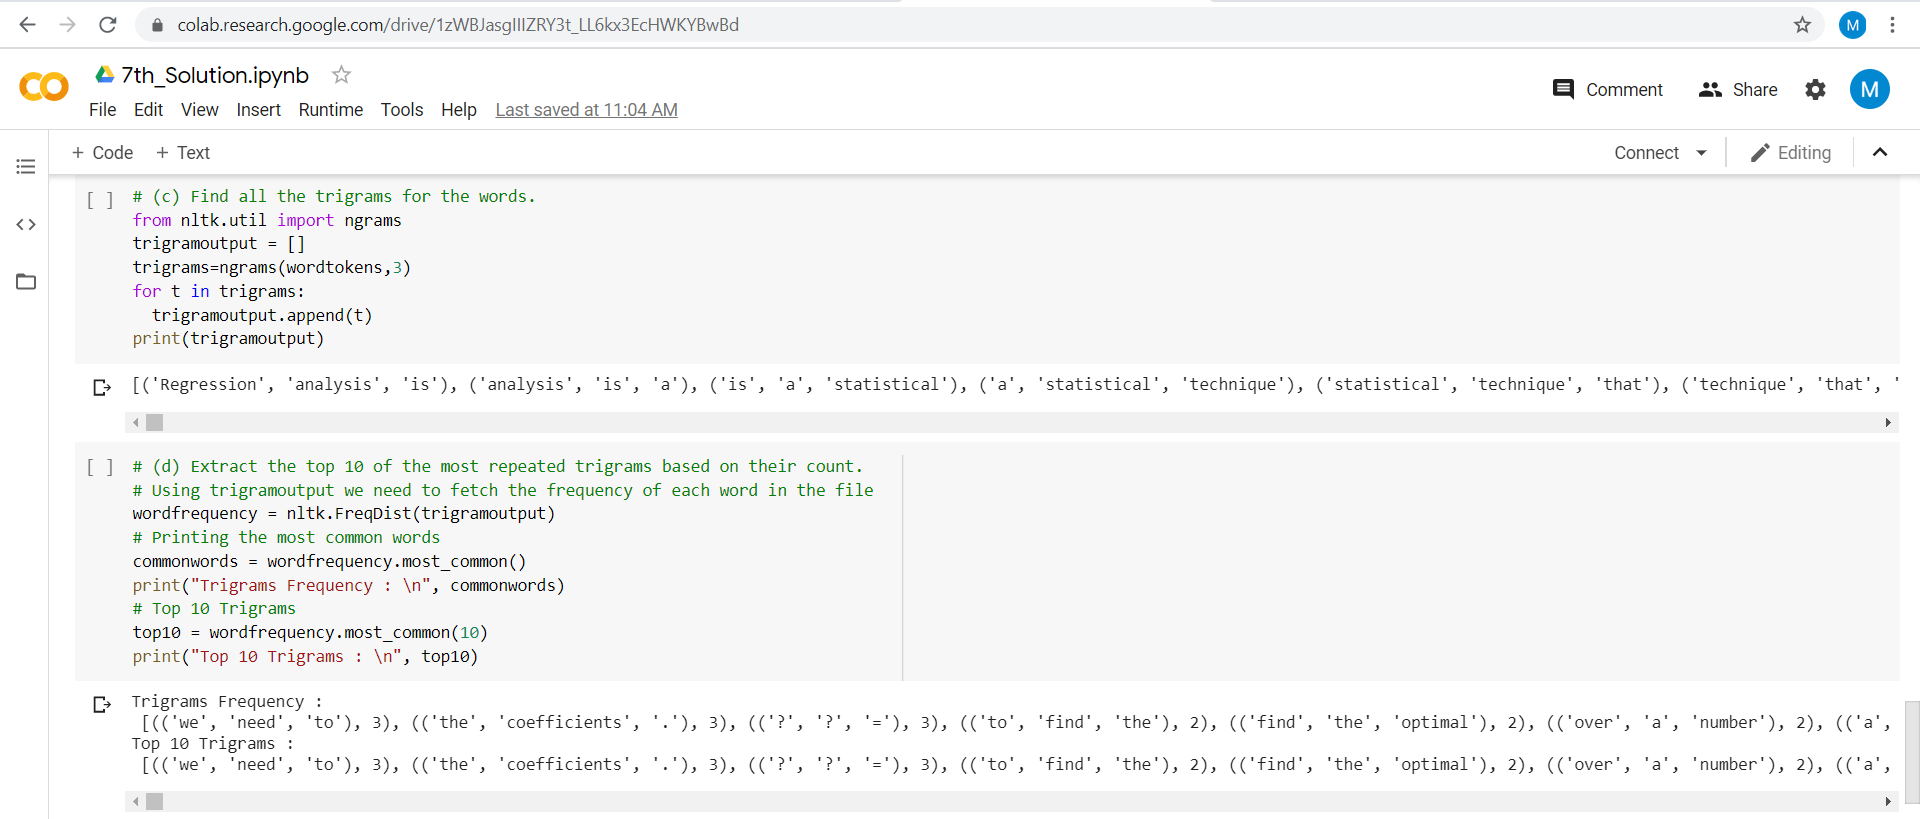 colab.research.google.com/drive/1zWBJasglIIZRY3t_LL6kx3EcHWKYBwBd
M
7th_Solution.ipynb
Comment Share M
File Edit View Insert Runtime Tools Help Last saved at 11:04 AM
+ Code + Text Connect Editing
[ ] # (c) Find all the trigrams for the words.
from nltk.util import ngrams
trigramoutput = []
trigrams=ngrams(wordtokens,3)
for t in trigrams:
  trigramoutput.append(t)
print(trigramoutput)
[('Regression', 'analysis', 'is'), ('analysis', 'is', 'a'), ('is', 'a', 'statistical'), ('a', 'statistical', 'technique'), ('statistical', 'technique', 'that'), ('technique', 'that', '
[ ] # (d) Extract the top 10 of the most repeated trigrams based on their count.
# Using trigramoutput we need to fetch the frequency of each word in the file
wordfrequency = nltk.FreqDist(trigramoutput)
# Printing the most common words
commonwords = wordfrequency.most_common()
print("Trigrams Frequency : \n", commonwords)
# Top 10 Trigrams
top10 = wordfrequency.most_common(10)
print("Top 10 Trigrams : \n", top10)
Trigrams Frequency :
[(('we', 'need', 'to'), 3), (('the', 'coefficients', '.'), 3), (('?', '?', '='), 3), (('to', 'find', 'the'), 2), (('find', 'the', 'optimal'), 2), (('over', 'a', 'number'), 2), (('a',
Top 10 Trigrams :
[(('we', 'need', 'to'), 3), (('the', 'coefficients', '.'), 3), (('?', '?', '='), 3), (('to', 'find', 'the'), 2), (('find', 'the', 'optimal'), 2), (('over', 'a', 'number'), 2), (('a',